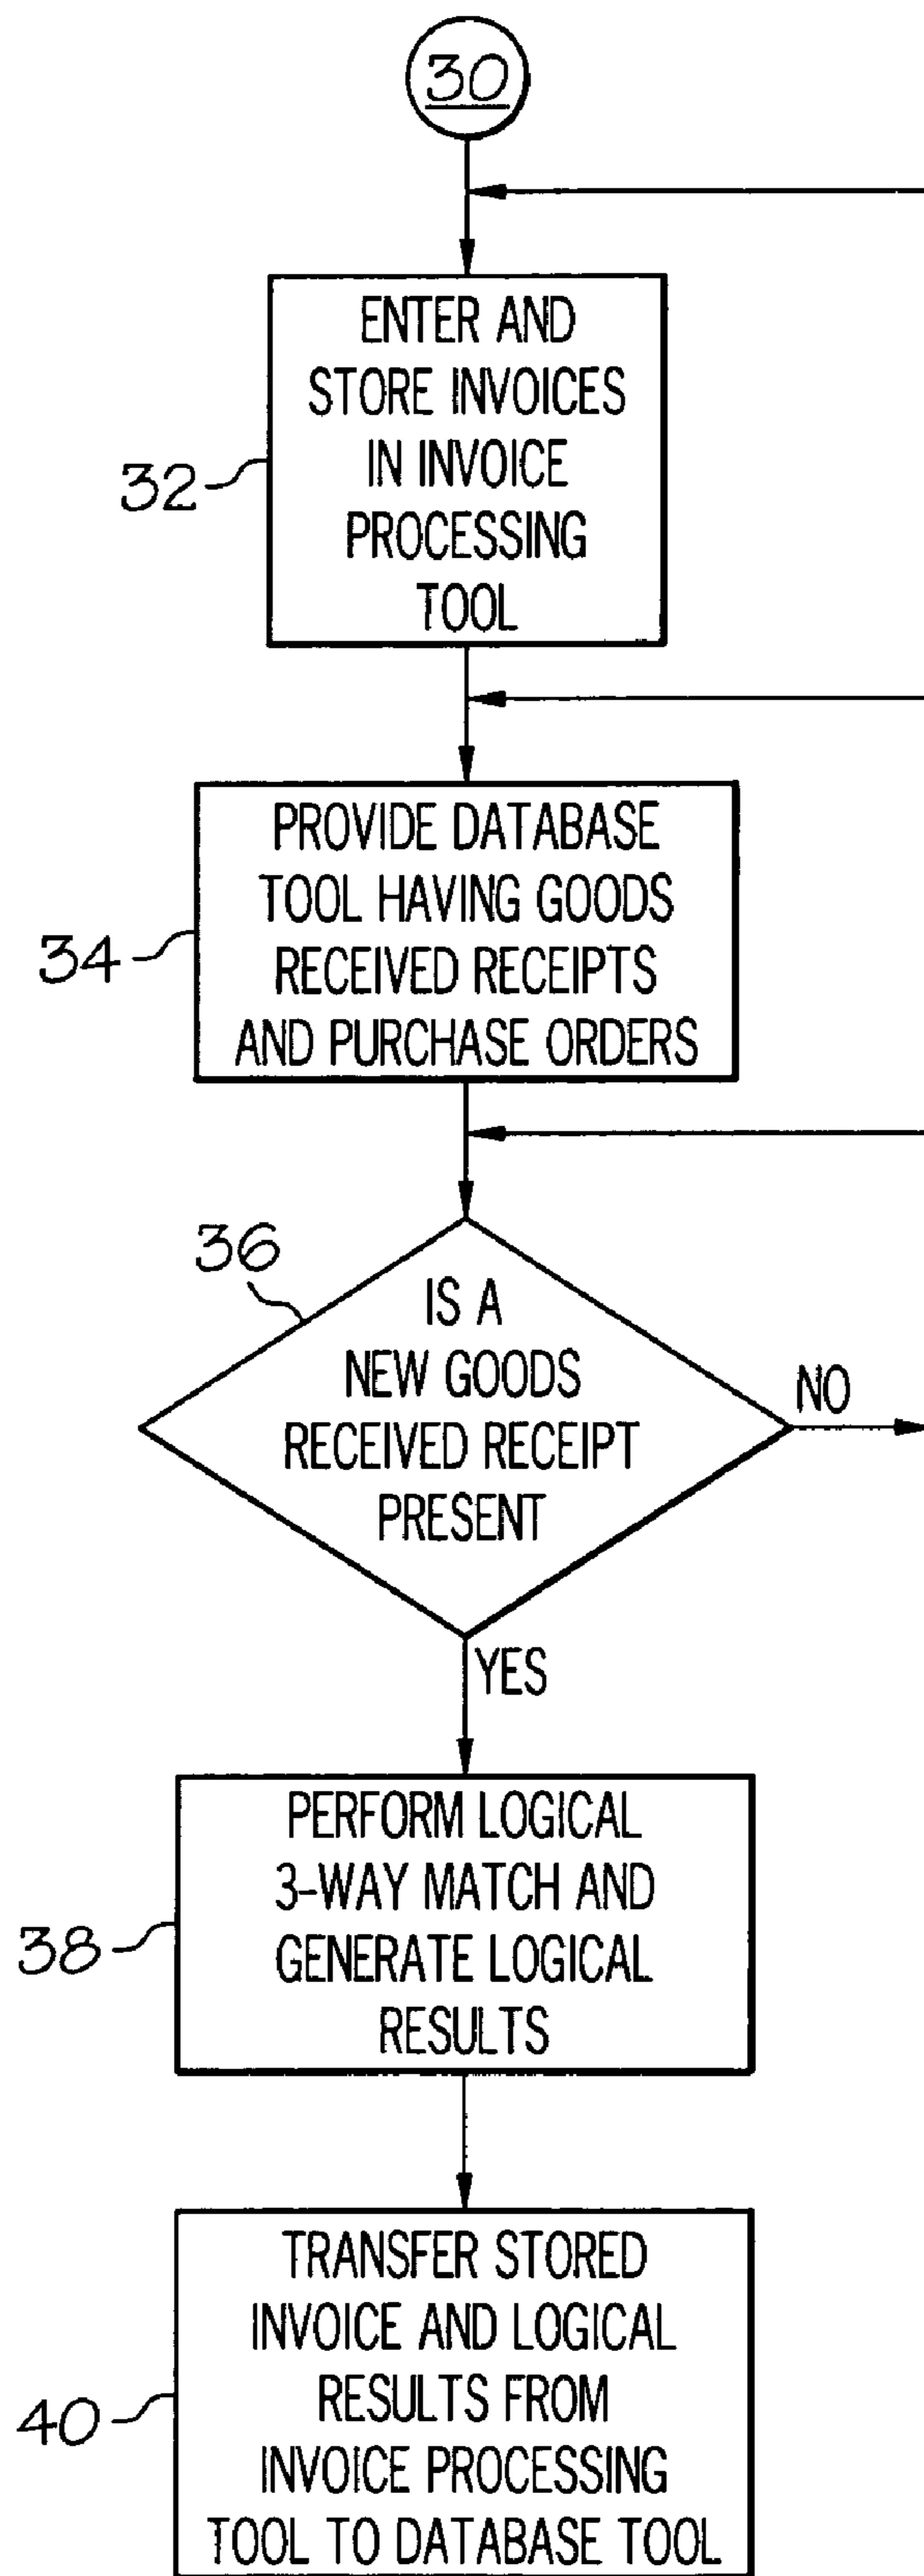 30
ENTER AND
STORE INVOICES
IN INVOICE
PROCESSING
TOOL
32
PROVIDE DATABASE
TOOL HAVING GOODS
RECEIVED RECEIPTS
AND PURCHASE ORDERS
34
36
IS A
NEW GOODS
RECEIVED RECEIPT
PRESENT
NO
YES
PERFORM LOGICAL
3-WAY MATCH AND
GENERATE LOGICAL
RESULTS
38
TRANSFER STORED
INVOICE AND LOGICAL
RESULTS FROM
INVOICE PROCESSING
TOOL TO DATABASE TOOL
40